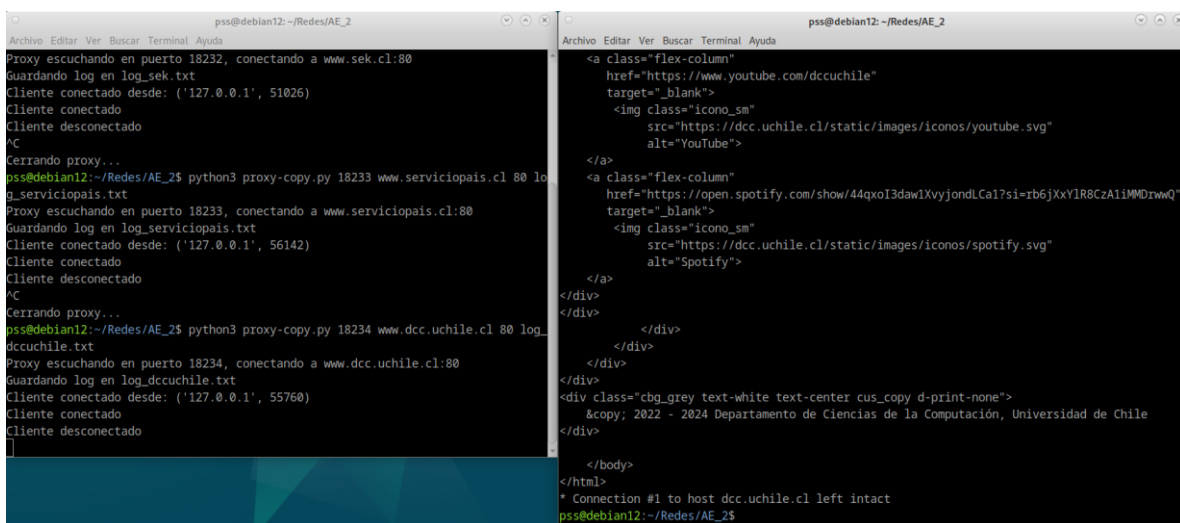 pss@debian12: ~/Redes/AE_2
Archivo Editar Ver Buscar Terminal Ayuda
Proxy escuchando en puerto 18232, conectando a www.sek.cl:80
Guardando log en log_sek.txt
Cliente conectado desde: ('127.0.0.1', 51026)
Cliente conectado
Cliente desconectado
^C
Cerrando proxy...
pss@debian12:~/Redes/AE_2$ python3 proxy-copy.py 18233 www.serviciopais.cl 80 lo
g_serviciopais.txt
Proxy escuchando en puerto 18233, conectando a www.serviciopais.cl:80
Guardando log en log_serviciopais.txt
Cliente conectado desde: ('127.0.0.1', 56142)
Cliente conectado
Cliente desconectado
^C
Cerrando proxy...
pss@debian12:~/Redes/AE_2$ python3 proxy-copy.py 18234 www.dcc.uchile.cl 80 log_
dccuchile.txt
Proxy escuchando en puerto 18234, conectando a www.dcc.uchile.cl:80
Guardando log en log_dccuchile.txt
Cliente conectado desde: ('127.0.0.1', 55760)
Cliente conectado
Cliente desconectado
pss@debian12: ~/Redes/AE_2
Archivo Editar Ver Buscar Terminal Ayuda
<a class="flex-column"
href="https://www.youtube.com/dccuchile"
target="_blank">
<img class="icono_sm"
src="https://dcc.uchile.cl/static/images/iconos/youtube.svg"
alt="YouTube">
</a>
<a class="flex-column"
href="https://open.spotify.com/show/44qxoI3daw1XvyjondLCa1?si=rb6jXxYlR8CzA1iMMDrwwQ"
target="_blank">
<img class="icono_sm"
src="https://dcc.uchile.cl/static/images/iconos/spotify.svg"
alt="Spotify">
</a>
</div>
</div>
</div>
</div>
</div>
</div>
<div class="cbg_grey text-white text-center cus_copy d-print-none">
&copy; 2022 - 2024 Departamento de Ciencias de la Computación, Universidad de Chile
</div>
</body>
</html>
* Connection #1 to host dcc.uchile.cl left intact
pss@debian12:~/Redes/AE_2$